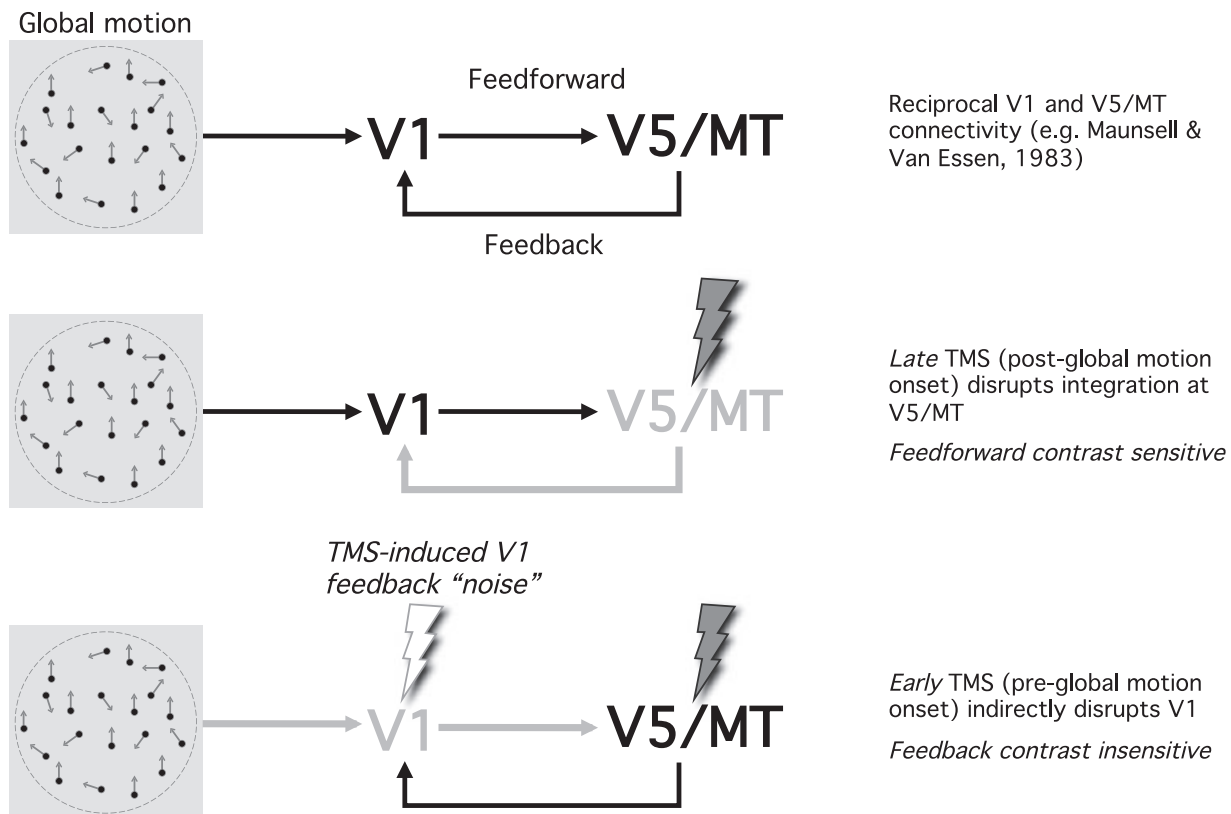 Global motion
Feedforward
V1
V5/MT
Feedback
Reciprocal V1 and V5/MT
connectivity (e.g. Maunsell &
Van Essen, 1983)
V1
V5/MT
Late TMS (post-global motion
onset) disrupts integration at
V5/MT
Feedforward contrast sensitive
TMS-induced V1
feedback “noise”
V1
V5/MT
Early TMS (pre-global motion
onset) indirectly disrupts V1
Feedback contrast insensitive